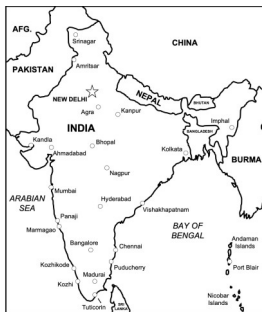 AFG.
Srinagar
CHINA
Amritsar
PAKISTAN
NEW DELHI
NEPAL
BHUTAN
Agra
Kanpur
Imphal
INDIA
BANGLADESH
Kandla
Bhopal
Ahmadabad
Kolkata
BURMA
Nagpur
Mumbai
ARABIAN
SEA
Hyderabad
Vishakhapatnam
Panaji
Marmagao
BAY OF
BENGAL
Andaman
Islands
Bangalore
Chennai
Kozhikode
Puducherry
Port Blair
Kozhi
Madurai
Tuticorin
SRI
LANKA
Nicobar
Islands